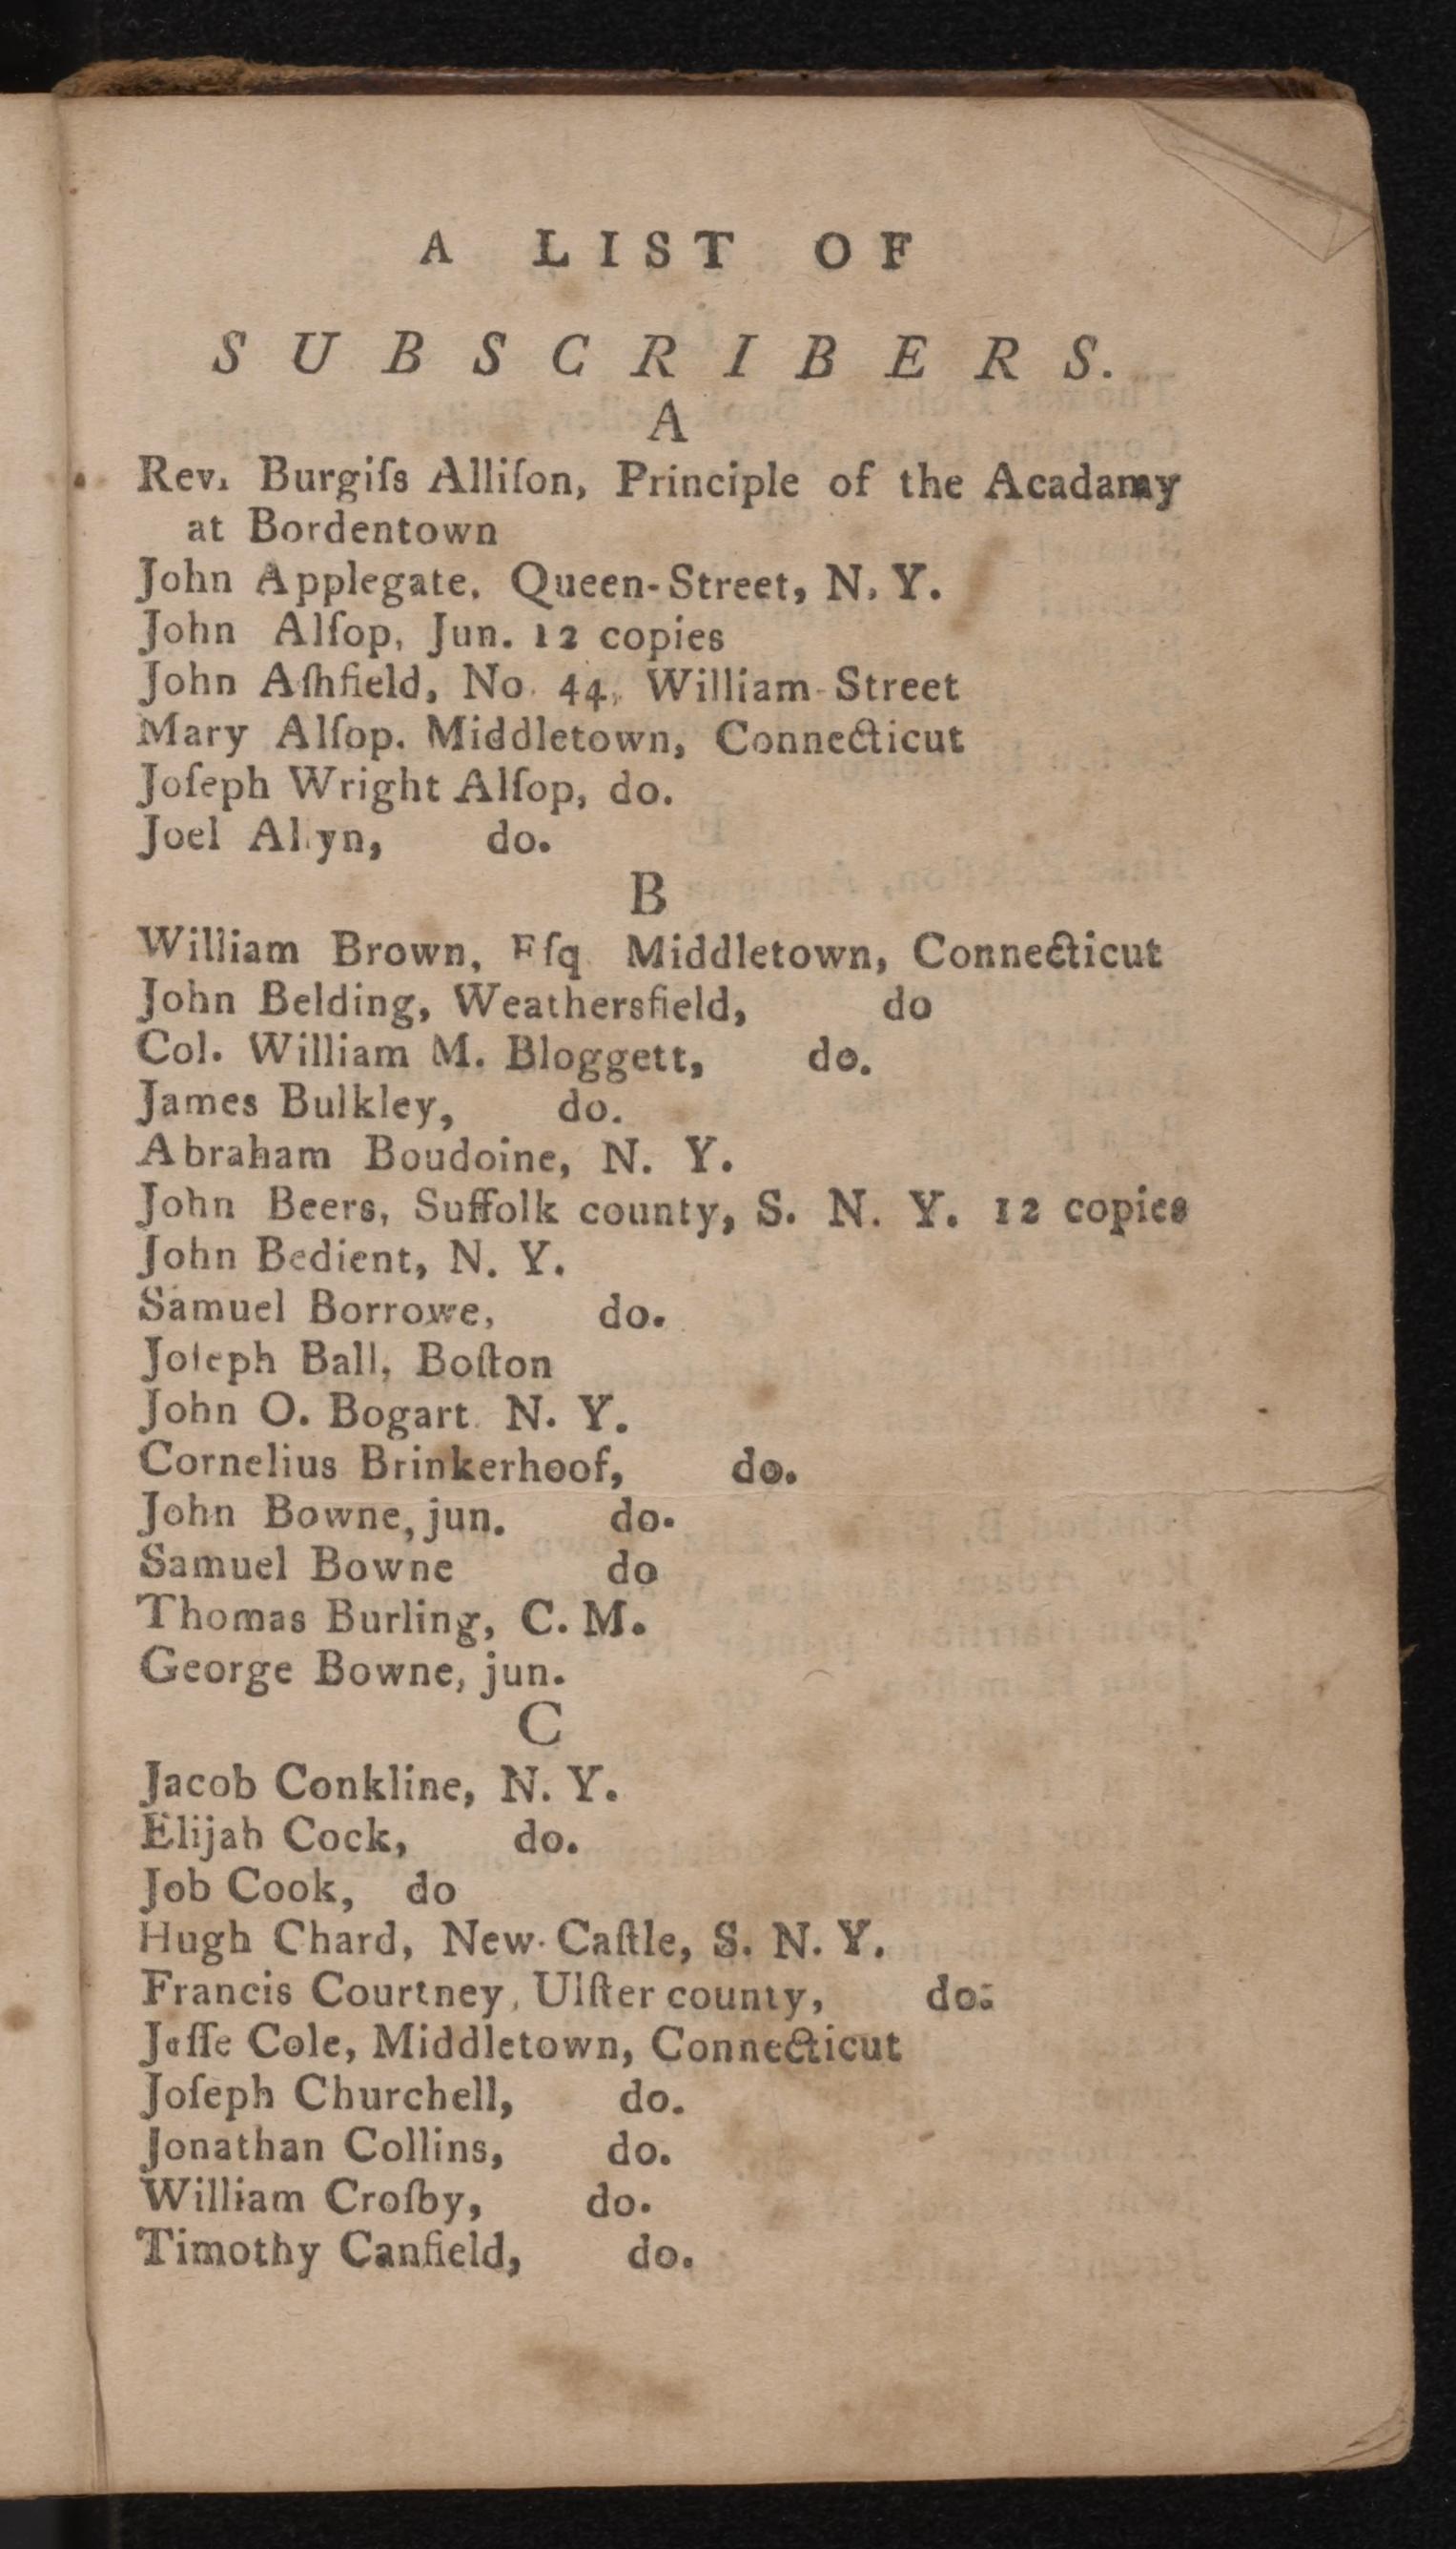 A LIST OF
SUBSCRIBERS.
A
Rev. Burgiſs Alliſon, Principle of the Acadamy
at Bordentown
John Applegate, Queen-Street, N. Y.
John Alſop, Jun. 12 copies
John Aſhfield, No. 44, William-Street
Mary Alſop. Middletown, Connecticut
Joſeph Wright Alſop, do.
Joel Allyn, do.
B
William Brown, Eſq Middletown, Connecticut
John Belding, Weathersfield, do
Col. William M. Bloggett, do.
James Bulkley, do.
Abraham Boudoine, N. Y.
John Beers, Suffolk county, S. N. Y. 12 copies
John Bedient, N. Y.
Samuel Borrowe, do.
Joſeph Ball, Boſton
John O. Bogart. N. Y.
Cornelius Brinkerhoof, do.
John Bowne, jun. do.
Samuel Bowne do
Thomas Burling, C. M.
George Bowne, jun.
C
Jacob Conkline, N. Y.
Elijah Cock, do.
Job Cook, do
Hugh Chard, New-Caſtle, S. N. Y.
Francis Courtney, Ulſter county, do.
Jeſſe Cole, Middletown, Connecticut
Joſeph Churchell, do.
Jonathan Collins, do.
William Croſby, do.
Timothy Canfield, do.